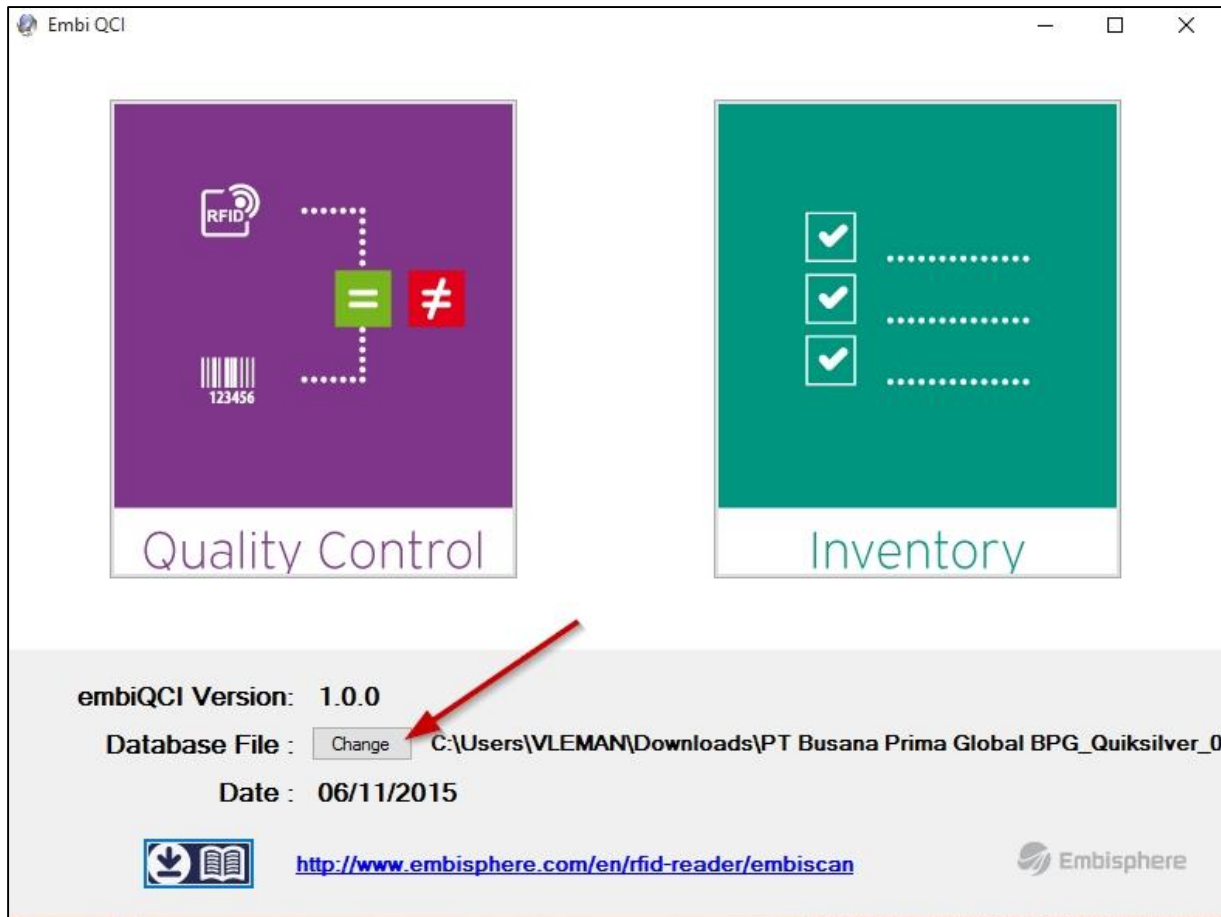 Embi QCI
RFID
123456
Quality Control
Inventory
embiQCI Version: 1.0.0
Database File : Change C:\Users\VLEMAN\Downloads\PT Busana Prima Global BPG_Quiksilver_0
Date : 06/11/2015
http://www.embisphere.com/en/rfid-reader/embiscan
Embisphere